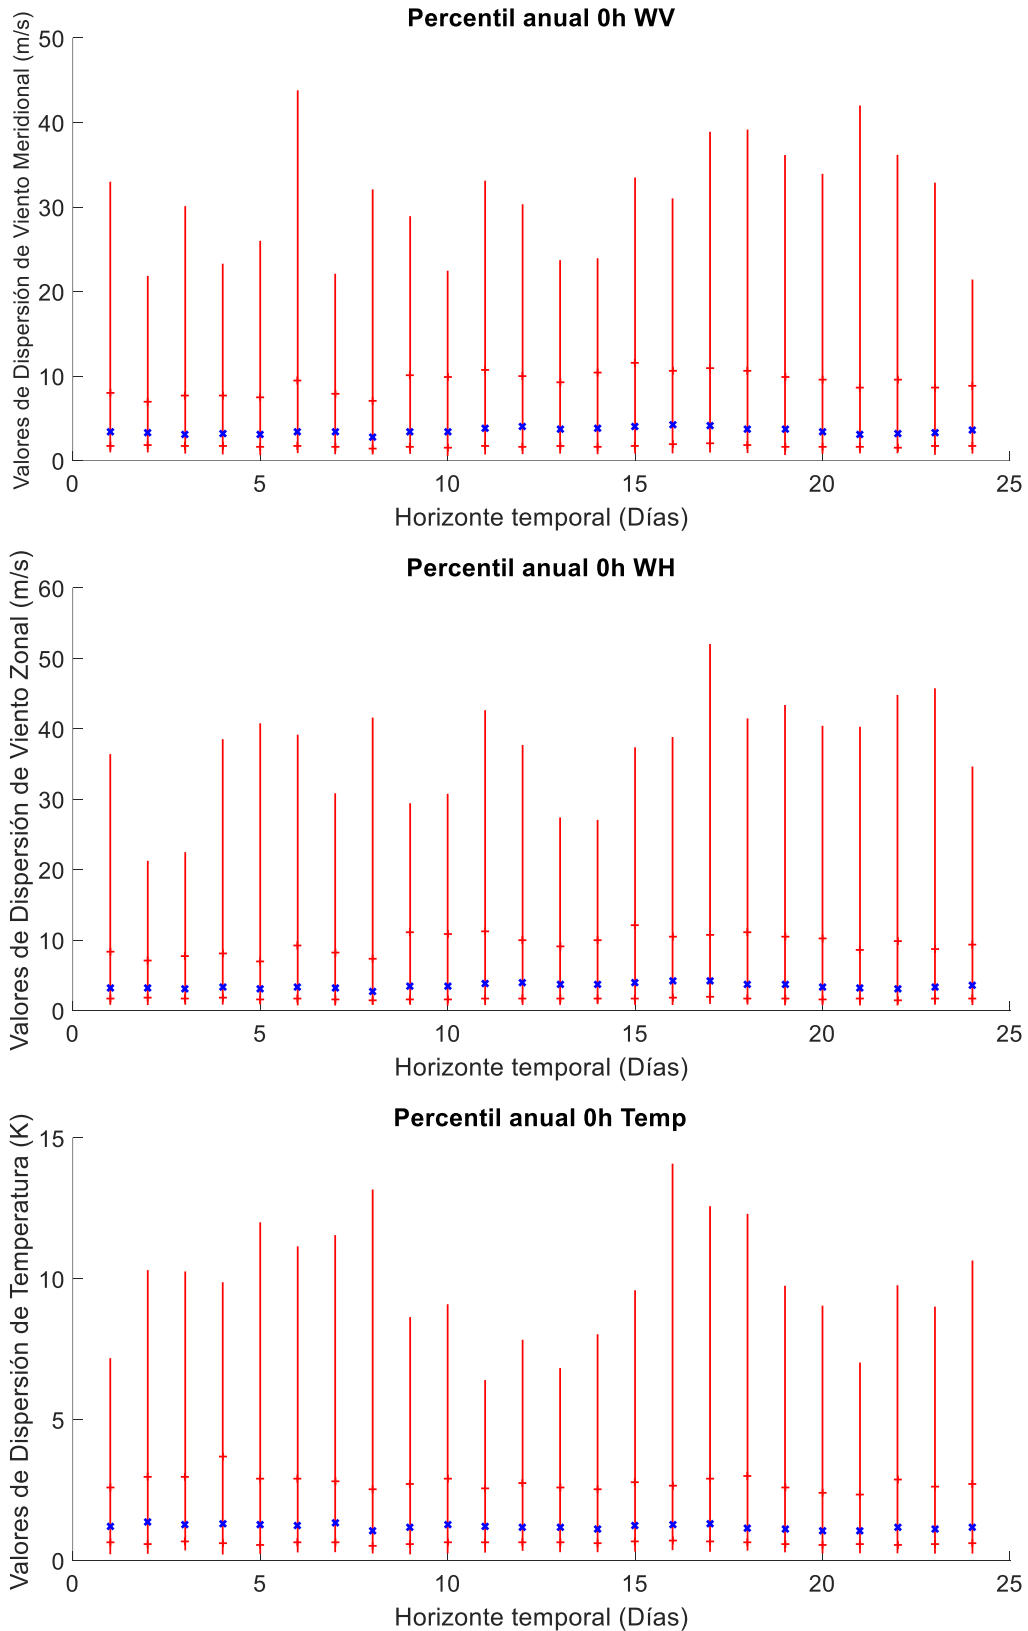 Percentil anual 0h WV
Valores de Dispersión de Viento Meridional (m/s)
50
40
30
20
10
0
0 5 10 15 20 25
Horizonte temporal (Días)
Percentil anual 0h WH
Valores de Dispersión de Viento Zonal (m/s)
60
50
40
30
20
10
0
0 5 10 15 20 25
Horizonte temporal (Días)
Percentil anual 0h Temp
Valores de Dispersión de Temperatura (K)
15
10
5
0
0 5 10 15 20 25
Horizonte temporal (Días)